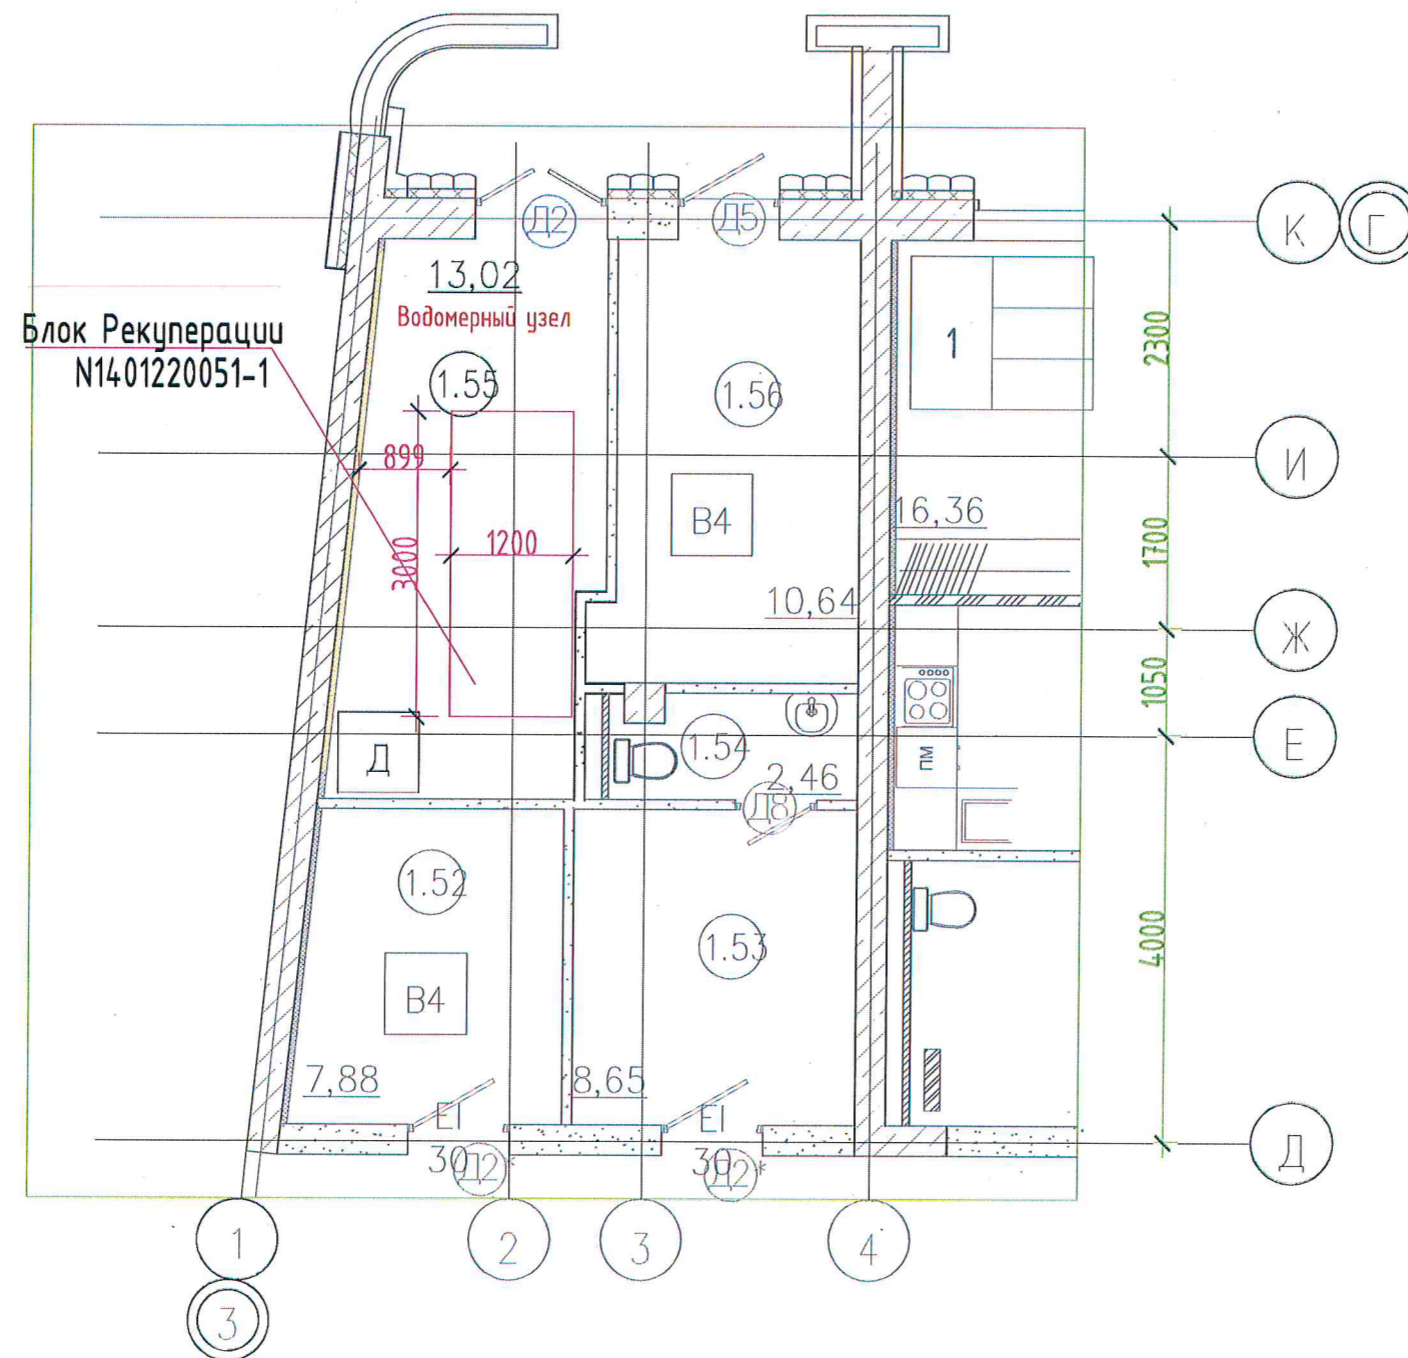 Д2
Д5
К
Г
13,02
Водомерный узел
Блок Рекуперации
N1401220051-1
1.55
1.56
1
2300
899
И
В4
16,36
1200
3000
1700
10,64
Ж
1050
1.54
Е
Д
2,46
ПМ
Д8
1.52
1.53
4000
В4
7,88
8,65
EI
30
Д2*
EI
30
Д2*
Д
1
2
3
4
3